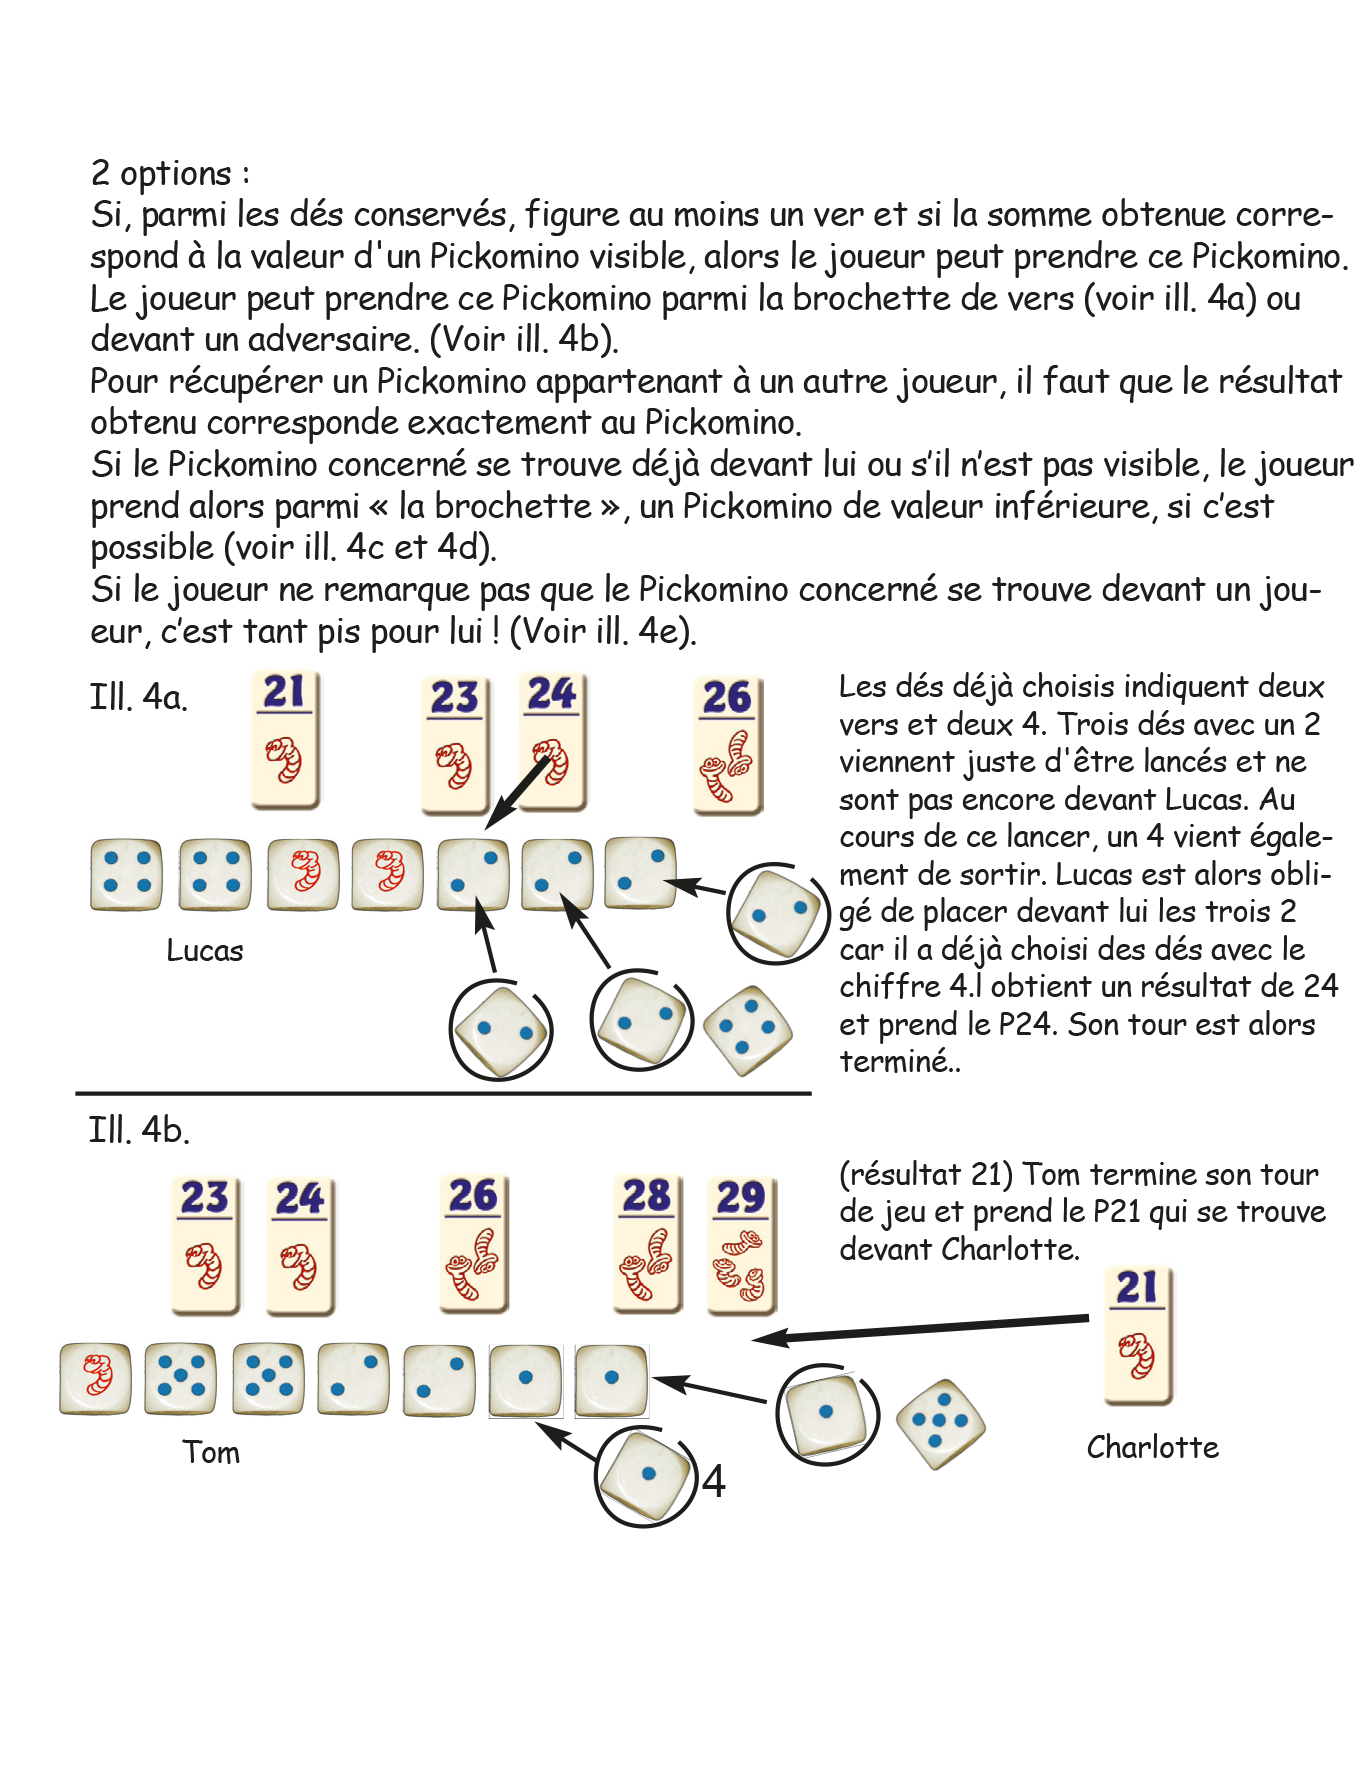 2 options :
Si, parmi les dés conservés, figure au moins un ver et si la somme obtenue corre-
spond à la valeur d'un Pickomino visible, alors le joueur peut prendre ce Pickomino.
Le joueur peut prendre ce Pickomino parmi la brochette de vers (voir ill. 4a) ou
devant un adversaire. (Voir ill. 4b).
Pour récupérer un Pickomino appartenant à un autre joueur, il faut que le résultat
obtenu corresponde exactement au Pickomino.
Si le Pickomino concerné se trouve déjà devant lui ou s’il n’est pas visible, le joueur
prend alors parmi « la brochette », un Pickomino de valeur inférieure, si c’est
possible (voir ill. 4c et 4d).
Si le joueur ne remarque pas que le Pickomino concerné se trouve devant un jou-
eur, c’est tant pis pour lui ! (Voir ill. 4e).
Ill. 4a.
21
23
24
26
Lucas
Les dés déjà choisis indiquent deux
vers et deux 4. Trois dés avec un 2
viennent juste d'être lancés et ne
sont pas encore devant Lucas. Au
cours de ce lancer, un 4 vient égale-
ment de sortir. Lucas est alors obli-
gé de placer devant lui les trois 2
car il a déjà choisi des dés avec le
chiffre 4.l obtient un résultat de 24
et prend le P24. Son tour est alors
terminé..
Ill. 4b.
23
24
26
28
29
(résultat 21) Tom termine son tour
de jeu et prend le P21 qui se trouve
devant Charlotte.
21
Tom
4
Charlotte